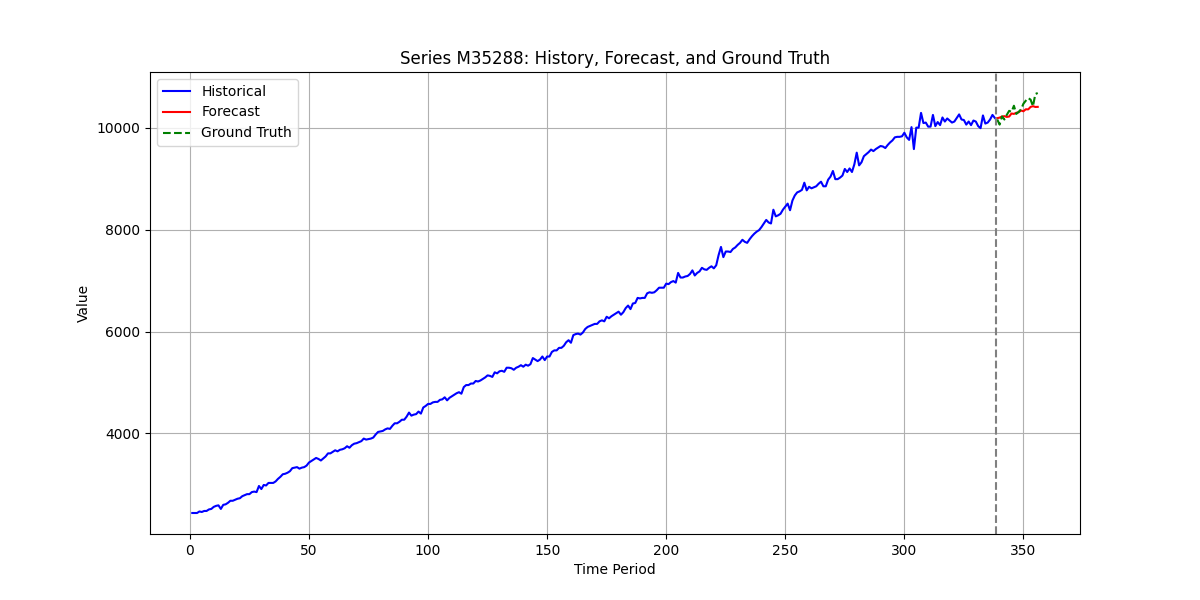 Series M35288: History, Forecast, and Ground Truth
Historical
Forecast
Ground Truth
10000
8000
6000
4000
Value
0 50 100 150 200 250 300 350
Time Period